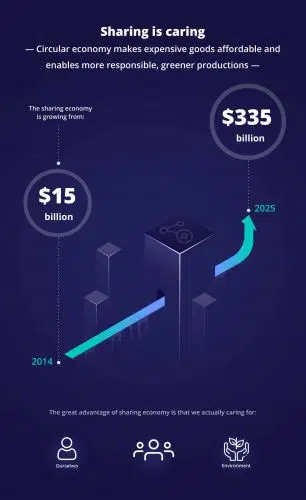 Sharing is caring
— Circular economy makes expensive goods affordable and
enables more responsible, greener productions —
The sharing economy
is growing from:
$335
billion
$15
billion
2025
2014
The great advantage of sharing economy is that we actually caring for:
Ourselves
Environment